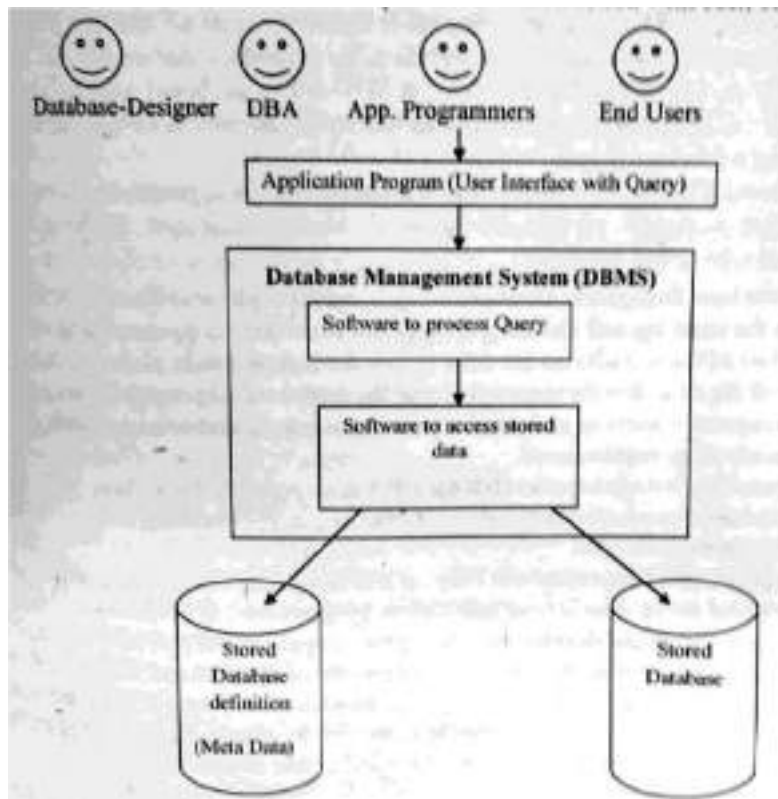 Database-Designer DBA App. Programmers End Users
Application Program (User Interface with Query)
Database Management System (DBMS)
Software to process Query
Software to access stored
data
Stored
Database
definition
(Meta Data)
Stored
Database